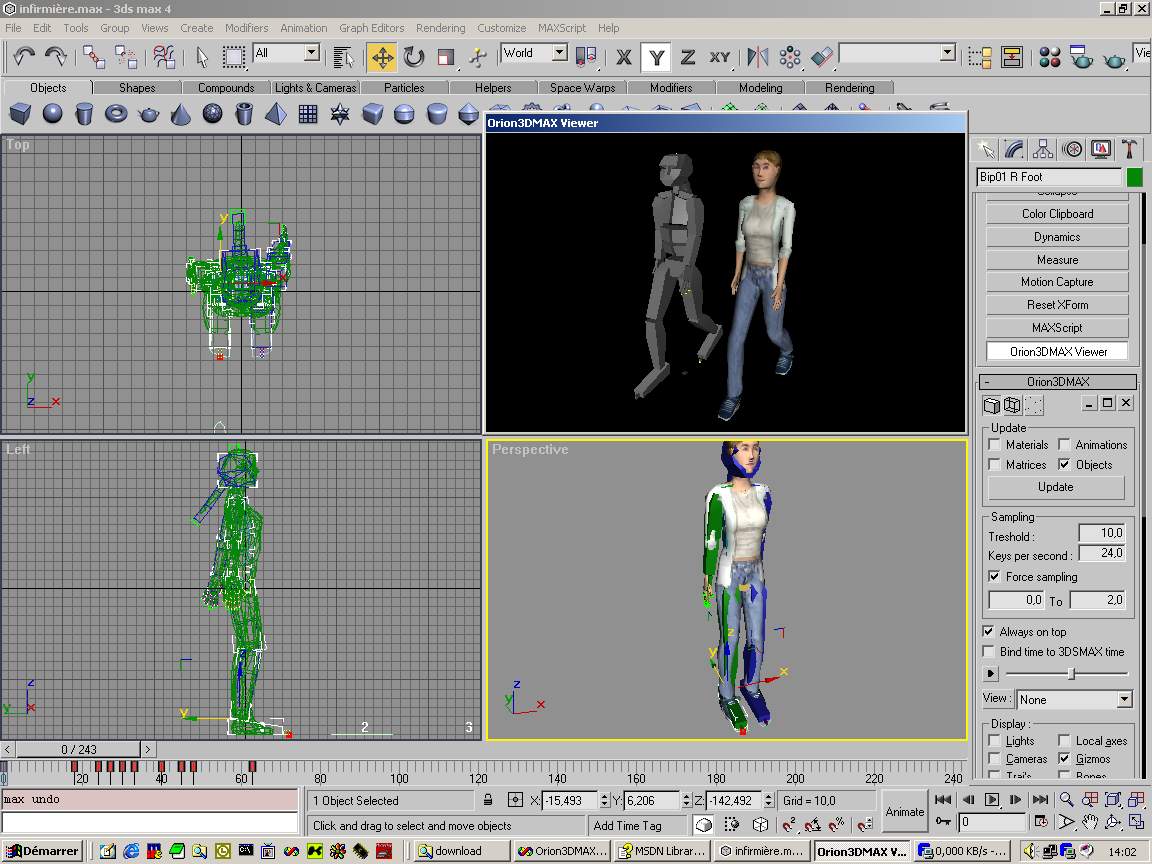 infirmière.max - 3ds max 4
File Edit Tools Group Views Create Modifiers Animation Graph Editors Rendering Customize MAXScript Help
All World X Y Z XY
Objects Shapes Compounds Lights & Cameras Particles Helpers Space Warps Modifiers Modeling Rendering
Orion3DMAX Viewer
Top
y
x
y
z x
Left
z
y x
y
2 3
Perspective
z
y x
z
y x
Bip01 R Foot
Collapse
Color Clipboard
Dynamics
Measure
Motion Capture
Reset XForm
MAXScript
Orion3DMAX Viewer
- Orion3DMAX
Update
Materials Animations
Matrices Objects
Update
Sampling
Treshold : 10,0
Keys per second : 24,0
Force sampling
0,0 To 2,0
Always on top
Bind time to 3DSMAX time
View : None
Display :
Lights Local axes
Cameras Gizmos
Trai's Bones
< 0 / 243 >
0 20 40 60 80 100 120 140 160 180 200 220 240
max undo
1 Object Selected X: -15,493 Y: 6,206 Z: -142,492 Grid = 10,0
Click and drag to select and move objects Add Time Tag
Animate
0
Démarrer download Orion3DMAX... MSDN Librar... infirmière.m... Orion3DMAX V... 0,000 KB/s -... 14:02